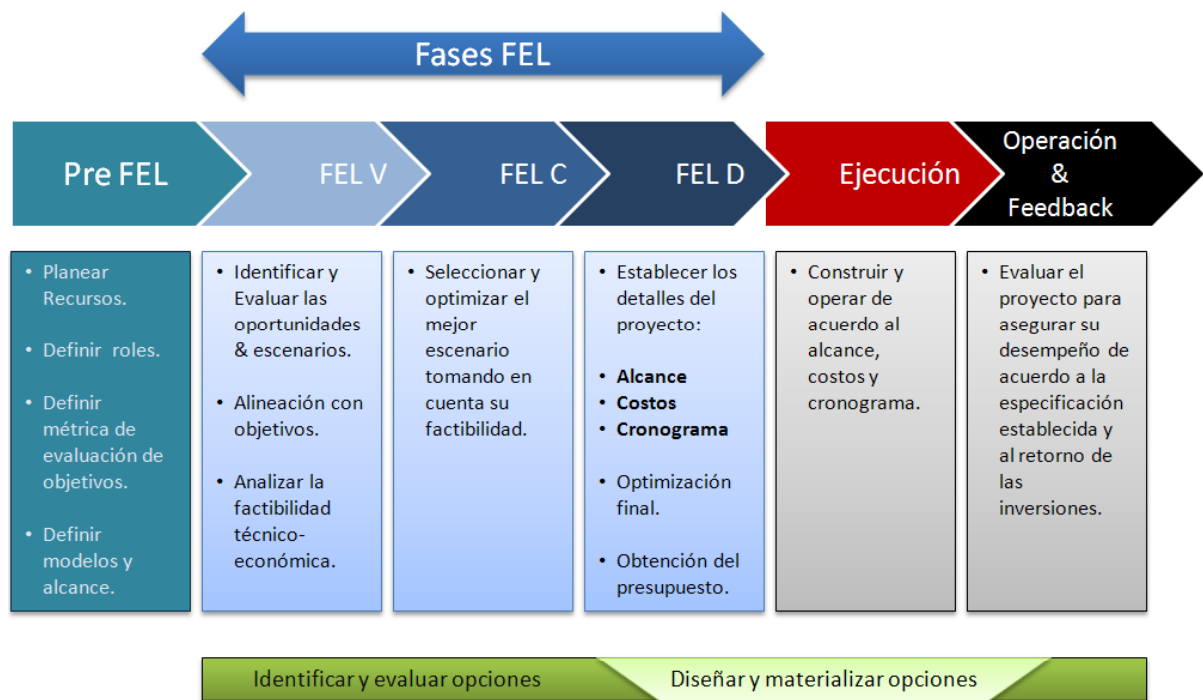 Fases FEL
Pre FEL
FEL V
FEL C
FEL D
Ejecución
Operación
&
Feedback
• Planear
Recursos.
• Definir roles.
• Definir
métrica de
evaluación de
objetivos.
• Definir
modelos y
alcance.
• Identificar y
Evaluar las
oportunidades
& escenarios.
• Alineación con
objetivos.
• Analizar la
factibilidad
técnico-
económica.
• Seleccionar y
optimizar el
mejor
escenario
tomando en
cuenta su
factibilidad.
• Establecer los
detalles del
proyecto:
• Alcance
• Costos
• Cronograma
• Optimización
final.
• Obtención del
presupuesto.
• Construir y
operar de
acuerdo al
alcance,
costos y
cronograma.
• Evaluar el
proyecto para
asegurar su
desempeño de
acuerdo a la
especificación
establecida y
al retorno de
las
inversiones.
Identificar y evaluar opciones
Diseñar y materializar opciones